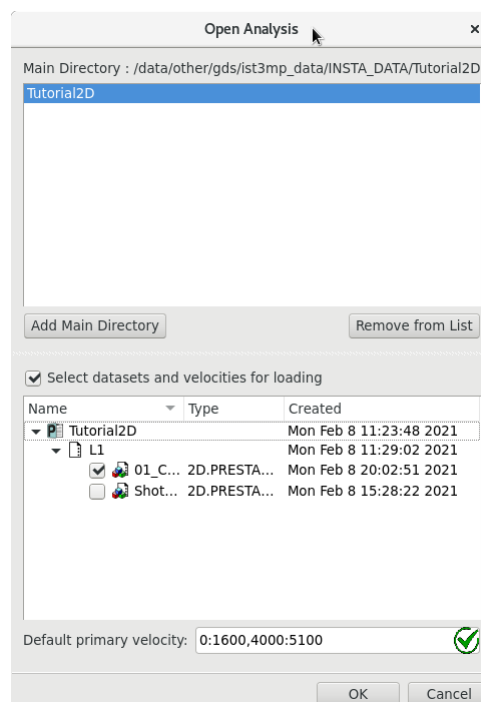 Open Analysis ×
Main Directory : /data/other/gds/ist3mp_data/INSTA_DATA/Tutorial2D
Tutorial2D
Add Main Directory Remove from List
Select datasets and velocities for loading
Name Type Created
Tutorial2D Mon Feb 8 11:23:48 2021
L1 Mon Feb 8 11:29:02 2021
01_C... 2D.PRESTA... Mon Feb 8 20:02:51 2021
Shot... 2D.PRESTA... Mon Feb 8 15:28:22 2021
Default primary velocity: 0:1600,4000:5100
OK Cancel